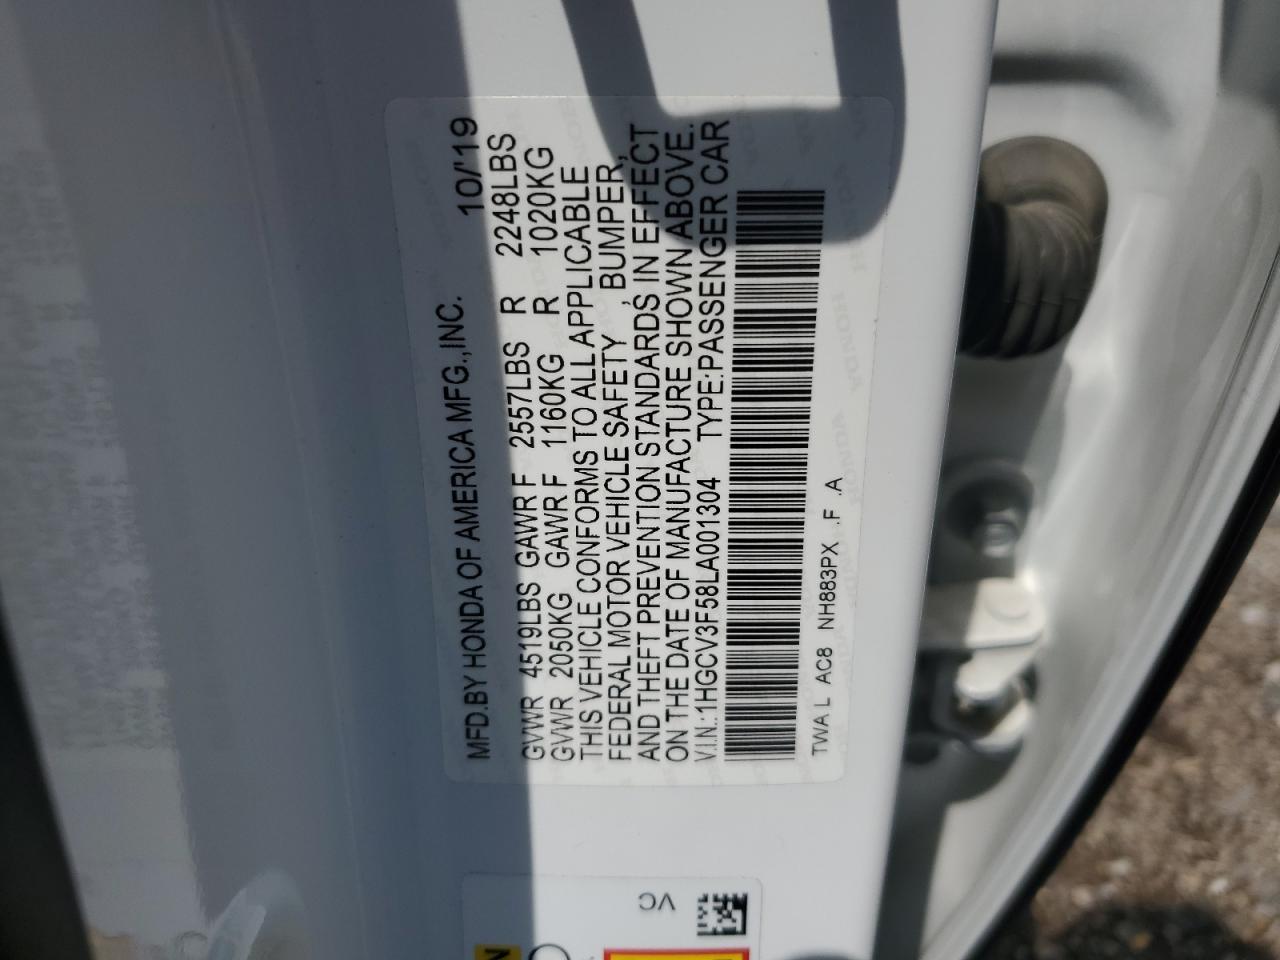 MFD.BY HONDA OF AMERICA MFG.,INC. 10/'19
GVWR 4519LBS GAWR F 2557LBS R 2248LBS
GVWR 2050KG GAWR F 1160KG R 1020KG
THIS VEHICLE CONFORMS TO ALL APPLICABLE
FEDERAL MOTOR VEHICLE SAFETY , BUMPER,
AND THEFT PREVENTION STANDARDS IN EFFECT
ON THE DATE OF MANUFACTURE SHOWN ABOVE.
V.I.N.:1HGCV3F58LA001304 TYPE:PASSENGER CAR
TWA L AC8 NH883PX .F .A
VC